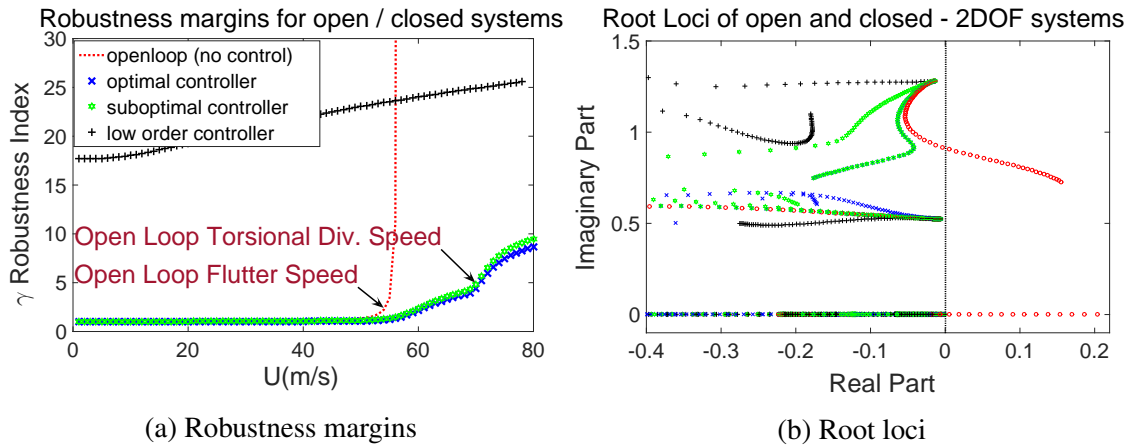 Robustness margins for open / closed systems
30
25
20
15
10
5
0
γ Robustness Index
openloop (no control)
optimal controller
suboptimal controller
low order controller
Open Loop Torsional Div. Speed
Open Loop Flutter Speed
0 20 40 60 80
U(m/s)
(a) Robustness margins
Root Loci of open and closed - 2DOF systems
1.5
1
0.5
0
Imaginary Part
-0.4 -0.3 -0.2 -0.1 0 0.1 0.2
Real Part
(b) Root loci